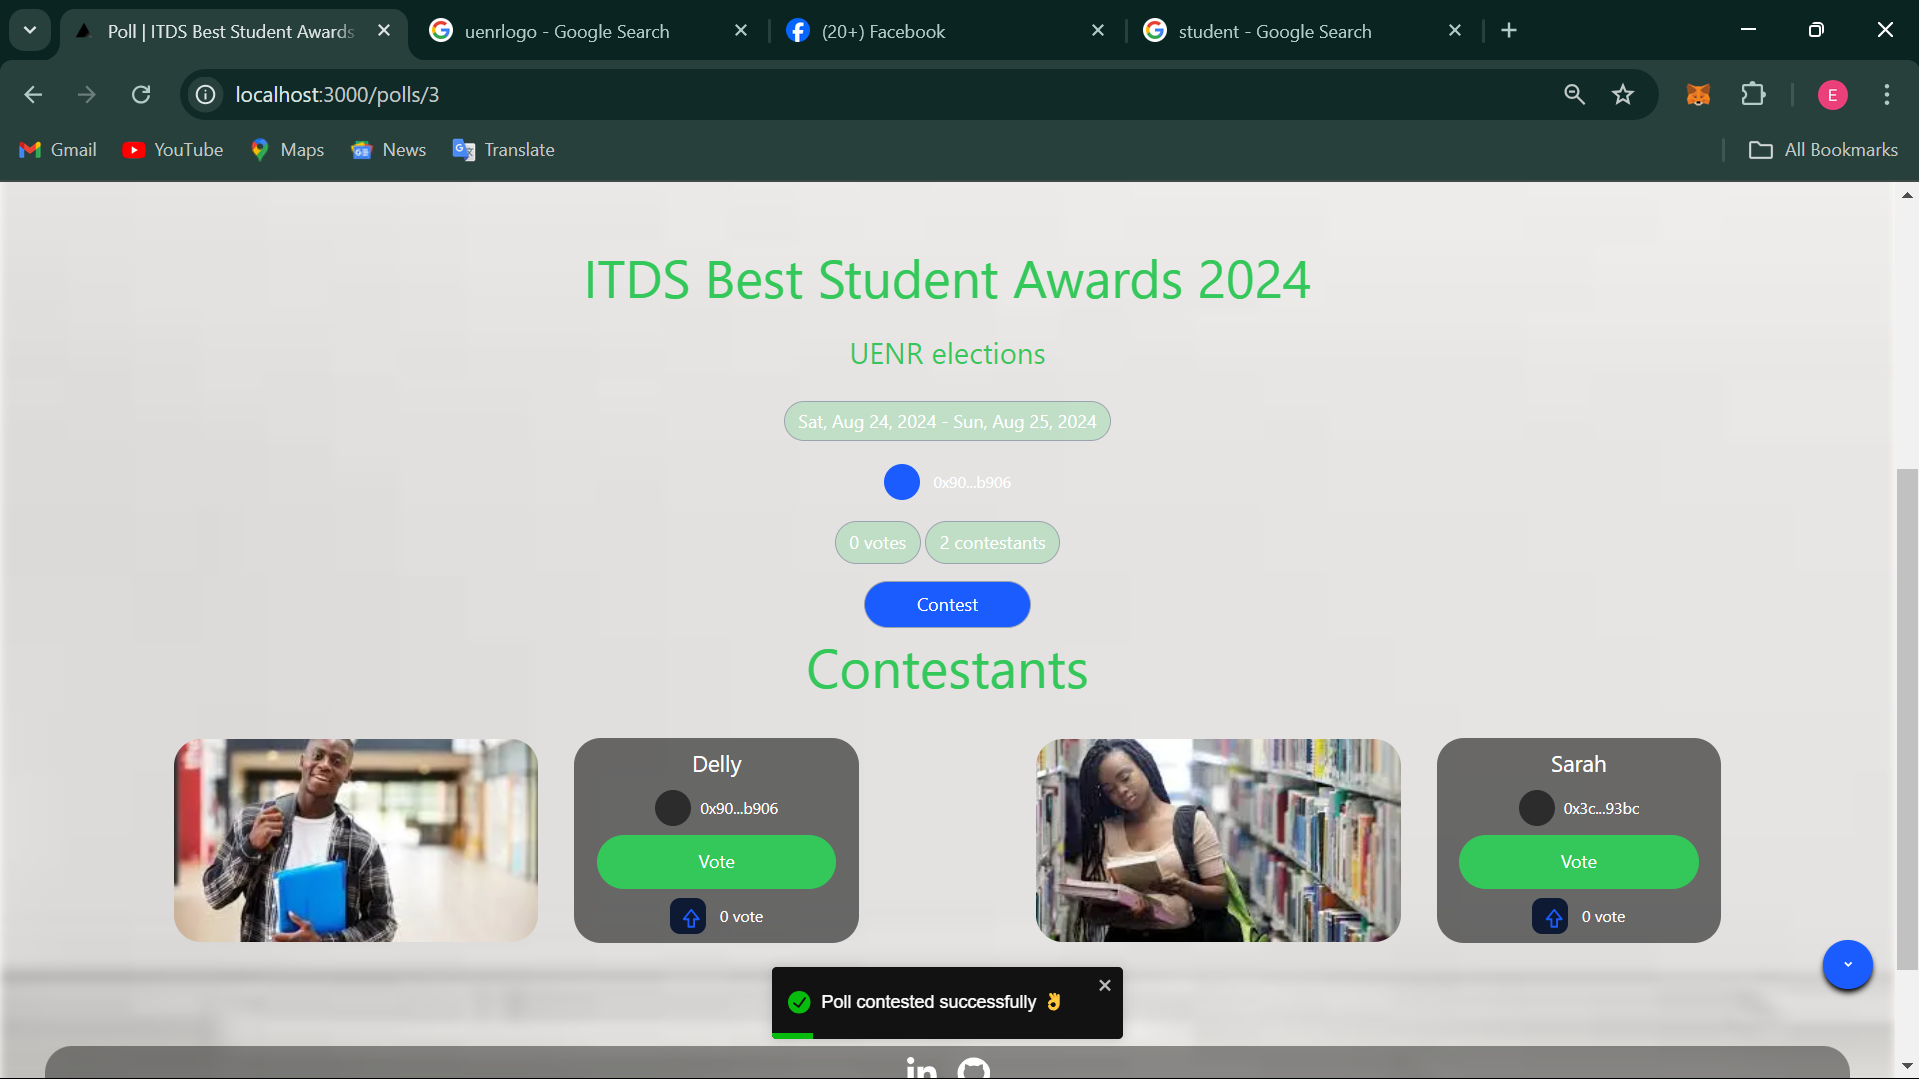 Poll | ITDS Best Student Awards
uenrlogo - Google Search
(20+) Facebook
student - Google Search
localhost:3000/polls/3
E
Gmail
YouTube
Maps
News
Translate
All Bookmarks
ITDS Best Student Awards 2024
UENR elections
Sat, Aug 24, 2024 - Sun, Aug 25, 2024
0x90...b906
0 votes
2 contestants
Contest
Contestants
Delly
0x90...b906
Vote
0 vote
Sarah
0x3c...93bc
Vote
0 vote
Poll contested successfully 👌
in